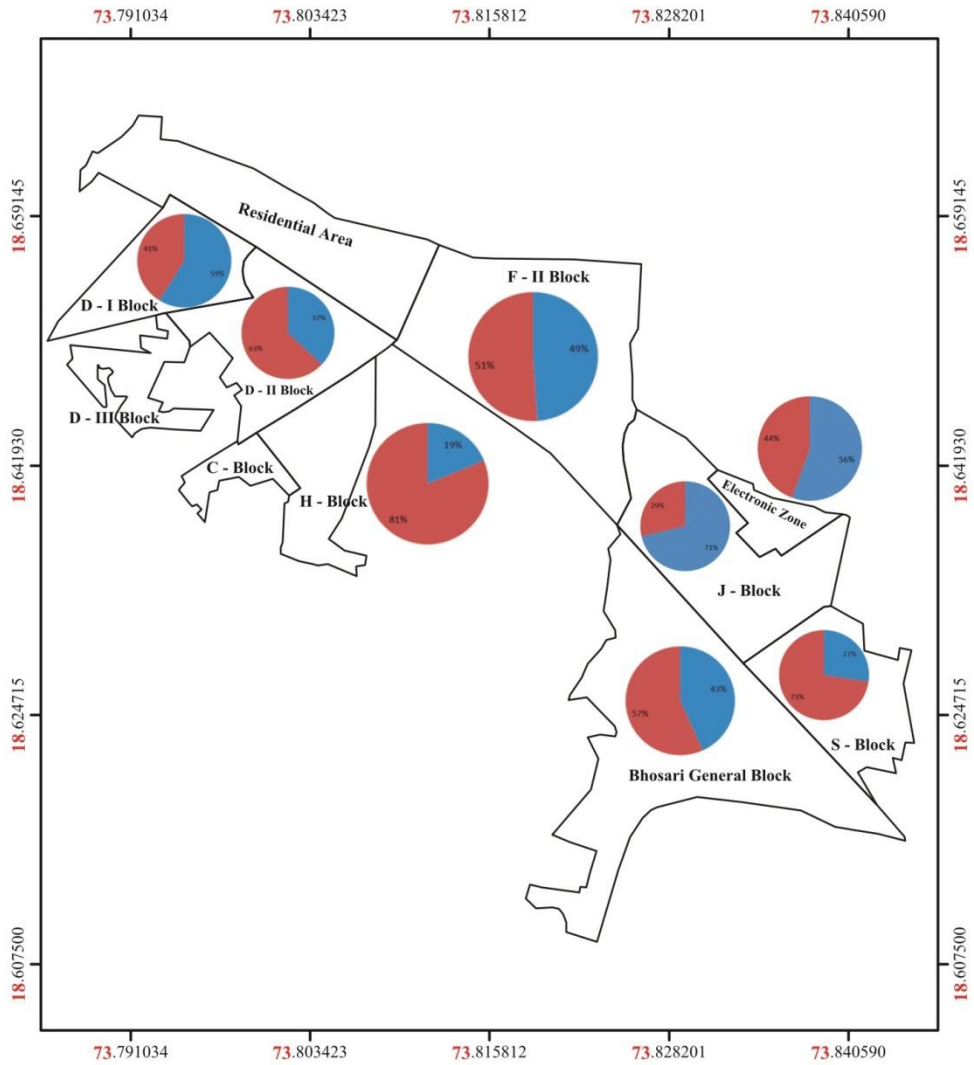 73.791034 73.803423 73.815812 73.828201 73.840590
18.659145
18.659145
Residential Area
F - II Block
41%
59%
D - I Block
37%
63%
D - II Block
49%
51%
D - III Block
44%
56%
18.641930
18.641930
C - Block
H - Block
19%
81%
Electronic Zone
29%
71%
J - Block
27%
73%
S - Block
43%
57%
18.624715
18.624715
Bhosari General Block
18.607500
18.607500
73.791034 73.803423 73.815812 73.828201 73.840590